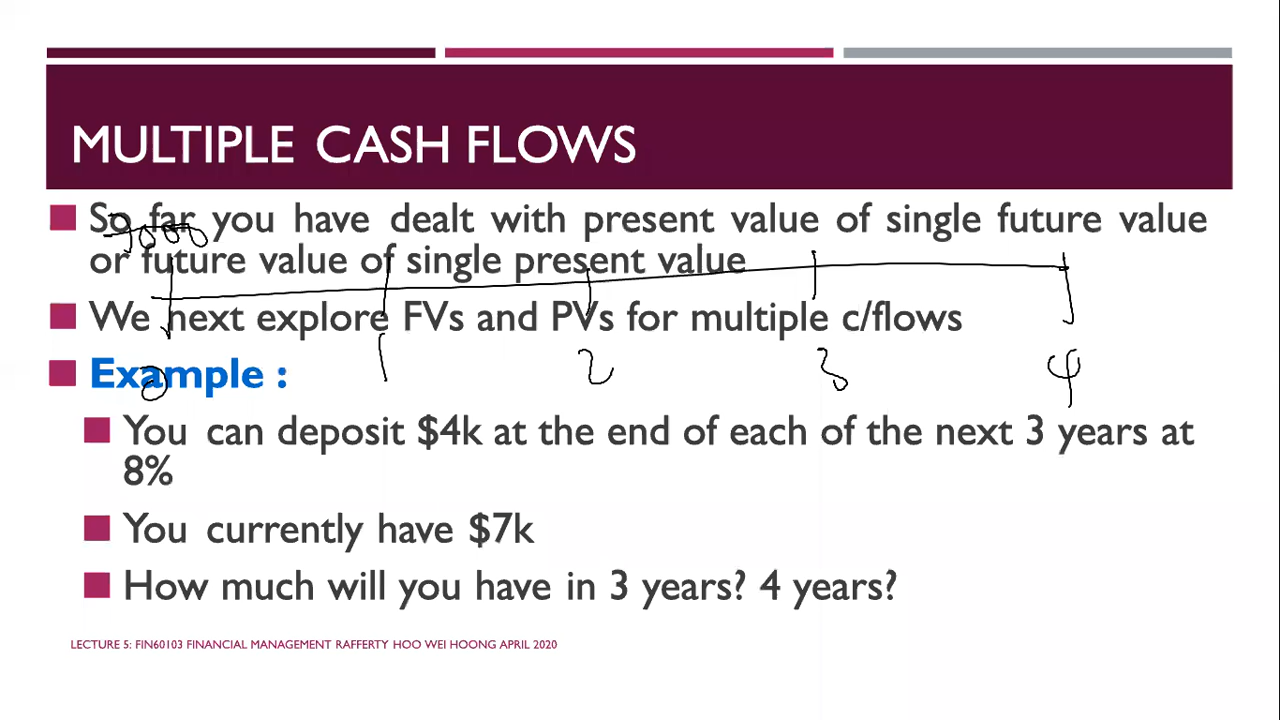 MULTIPLE CASH FLOWS
So far you have dealt with present value of single future value
7000
or future value of single present value
We next explore FVs and PVs for multiple c/flows
0 1 2 3 4
Example :
You can deposit $4k at the end of each of the next 3 years at
8%
You currently have $7k
How much will you have in 3 years? 4 years?
LECTURE 5: FIN60103 FINANCIAL MANAGEMENT RAFFERTY HOO WEI HOONG APRIL 2020